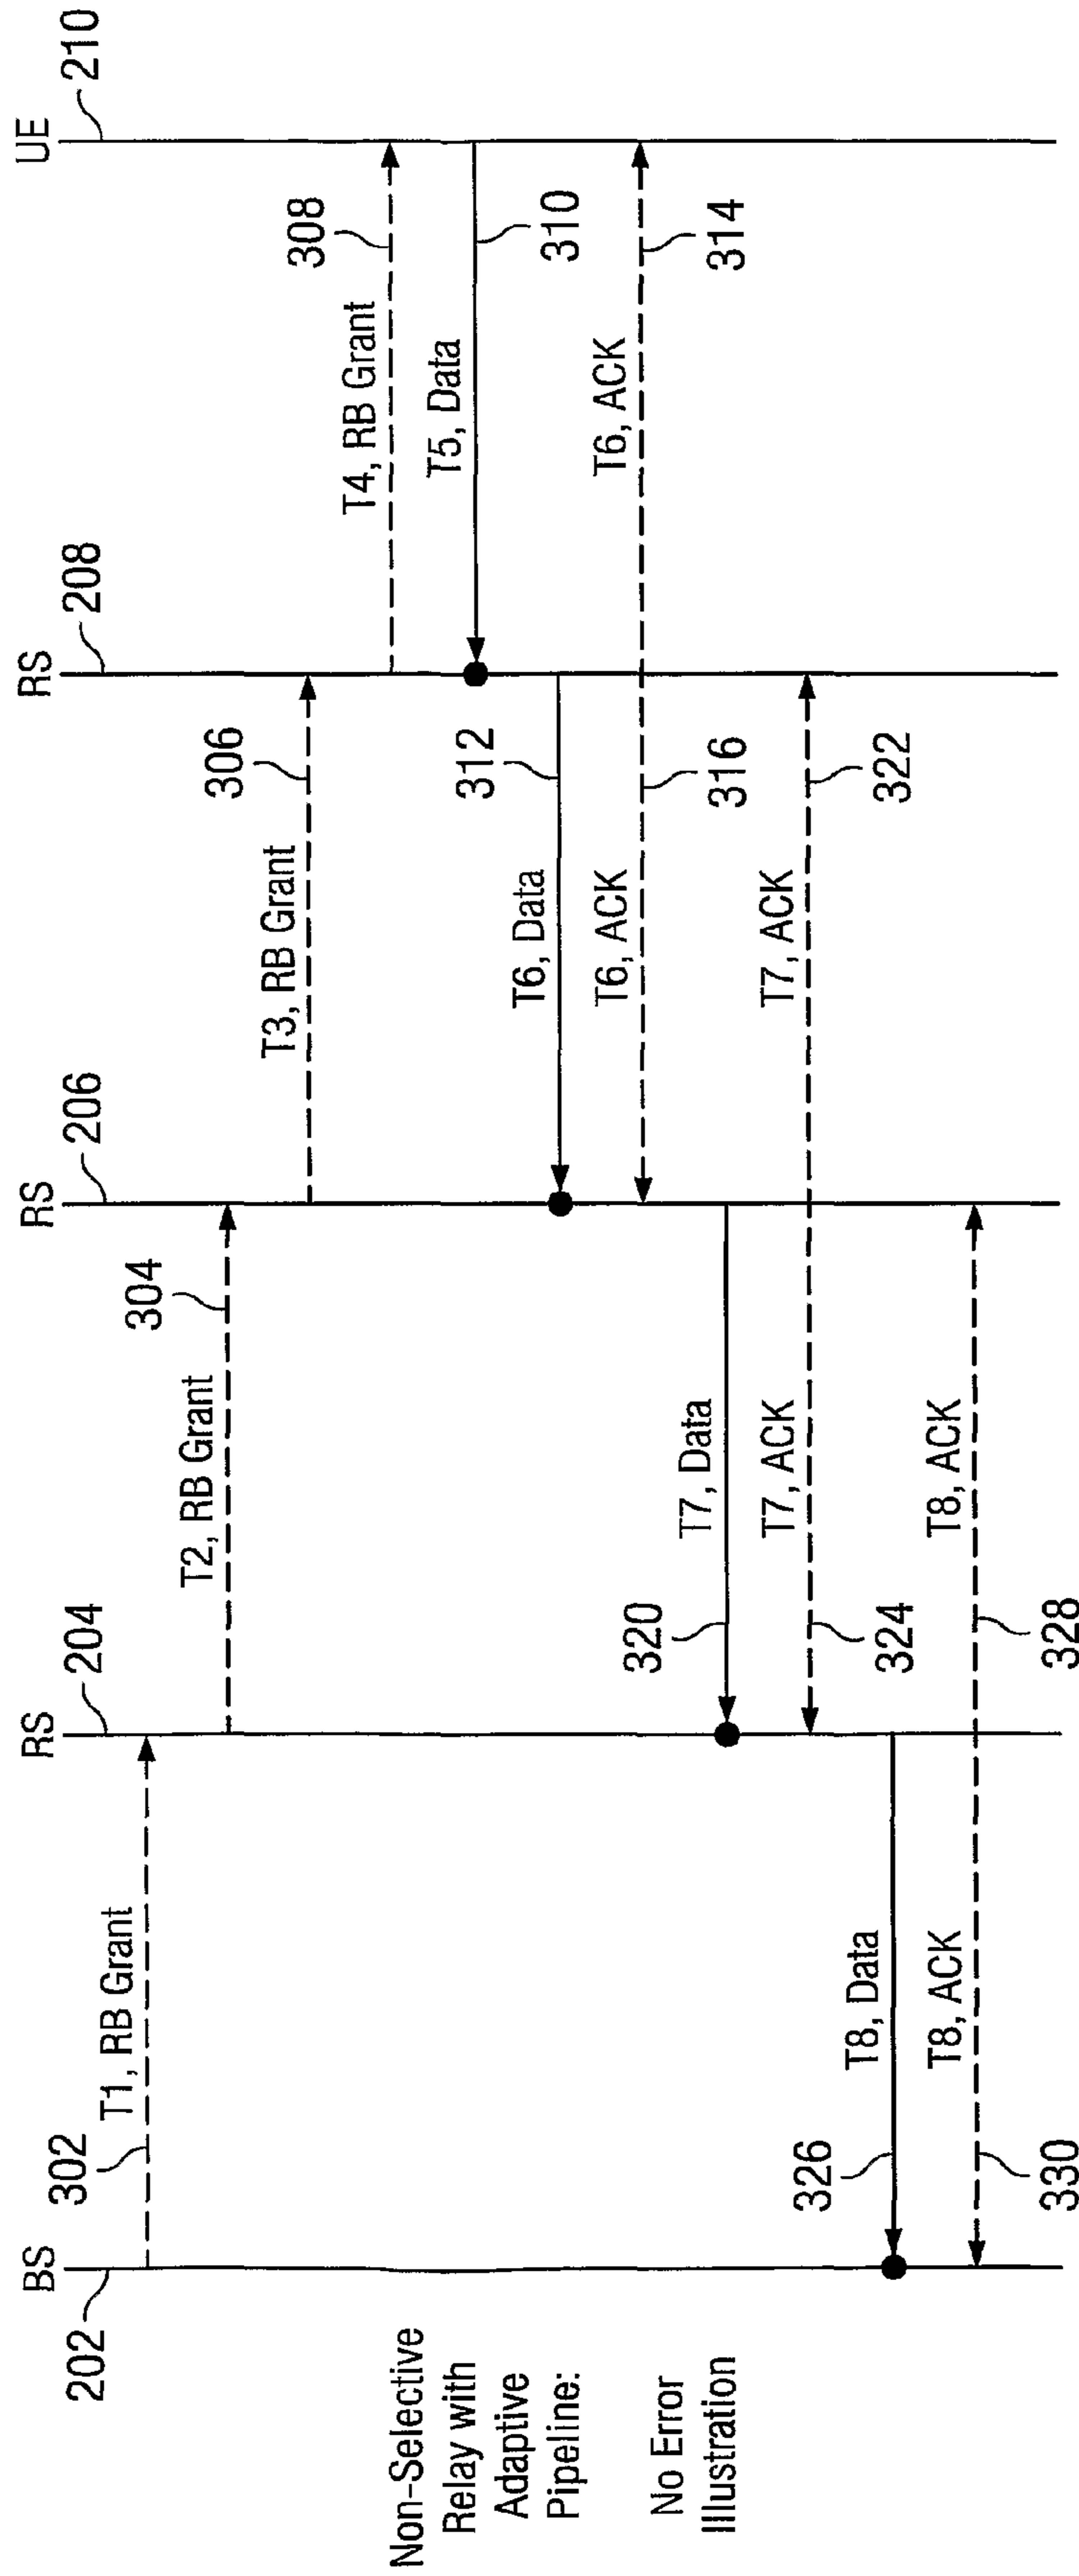 BS
202
RS
204
RS
206
RS
208
UE
210
302
T1, RB Grant
T2, RB Grant
304
T3, RB Grant
306
T4, RB Grant
308
T5, Data
310
T6, Data
312
T6, ACK
316
T6, ACK
314
320
T7, Data
T7, ACK
324
T7, ACK
322
326
T8, Data
T8, ACK
330
T8, ACK
328
Non-Selective
Relay with
Adaptive
Pipeline:
No Error
Illustration